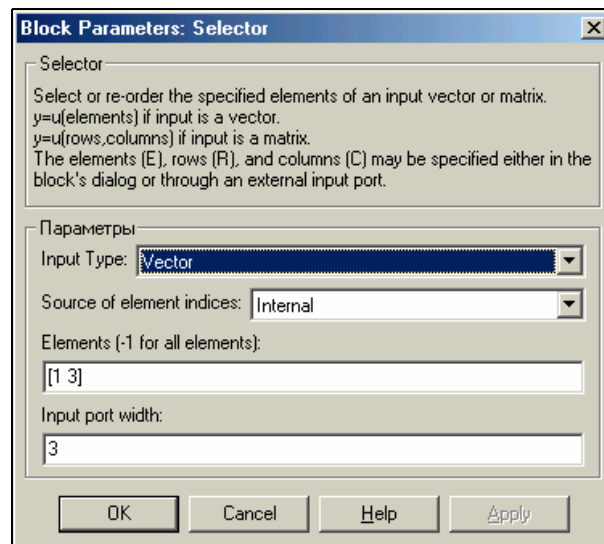 Block Parameters: Selector
Selector
Select or re-order the specified elements of an input vector or matrix.
y=u(elements) if input is a vector.
y=u(rows,columns) if input is a matrix.
The elements (E), rows (R), and columns (C) may be specified either in the
block's dialog or through an external input port.
Параметры
Input Type: Vector
Source of element indices: Internal
Elements (-1 for all elements):
[1 3]
Input port width:
3
OK Cancel Help Apply